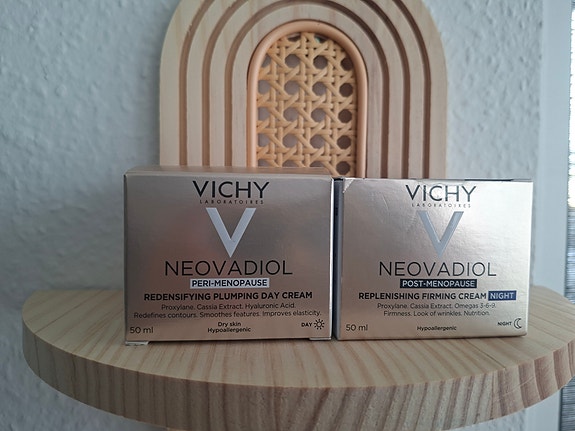 VICHY
LABORATOIRES
NEOVADIOL
PERI-MENOPAUSE
REDENSIFYING PLUMPING DAY CREAM
Proxylane, Cassia Extract, Hyaluronic Acid.
Redefines contours. Smoothes features. Improves elasticity.
Dry skin
Hypoallergenic
50 ml
DAY
VICHY
LABORATOIRES
NEOVADIOL
POST-MENOPAUSE
REPLENISHING FIRMING CREAM NIGHT
Proxylane, Cassia Extract, Omegas 3-6-9.
Firmness. Look of wrinkles. Nutrition.
Hypoallergenic
50 ml
NIGHT